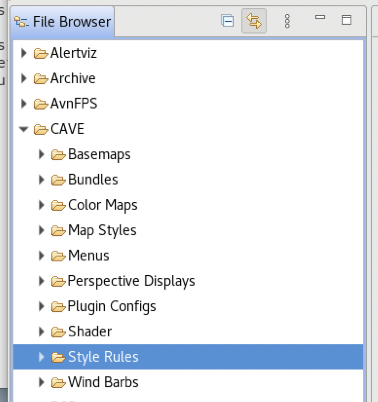 File Browser
Alertviz
Archive
AvnFPS
CAVE
Basemaps
Bundles
Color Maps
Map Styles
Menus
Perspective Displays
Plugin Configs
Shader
Style Rules
Wind Barbs